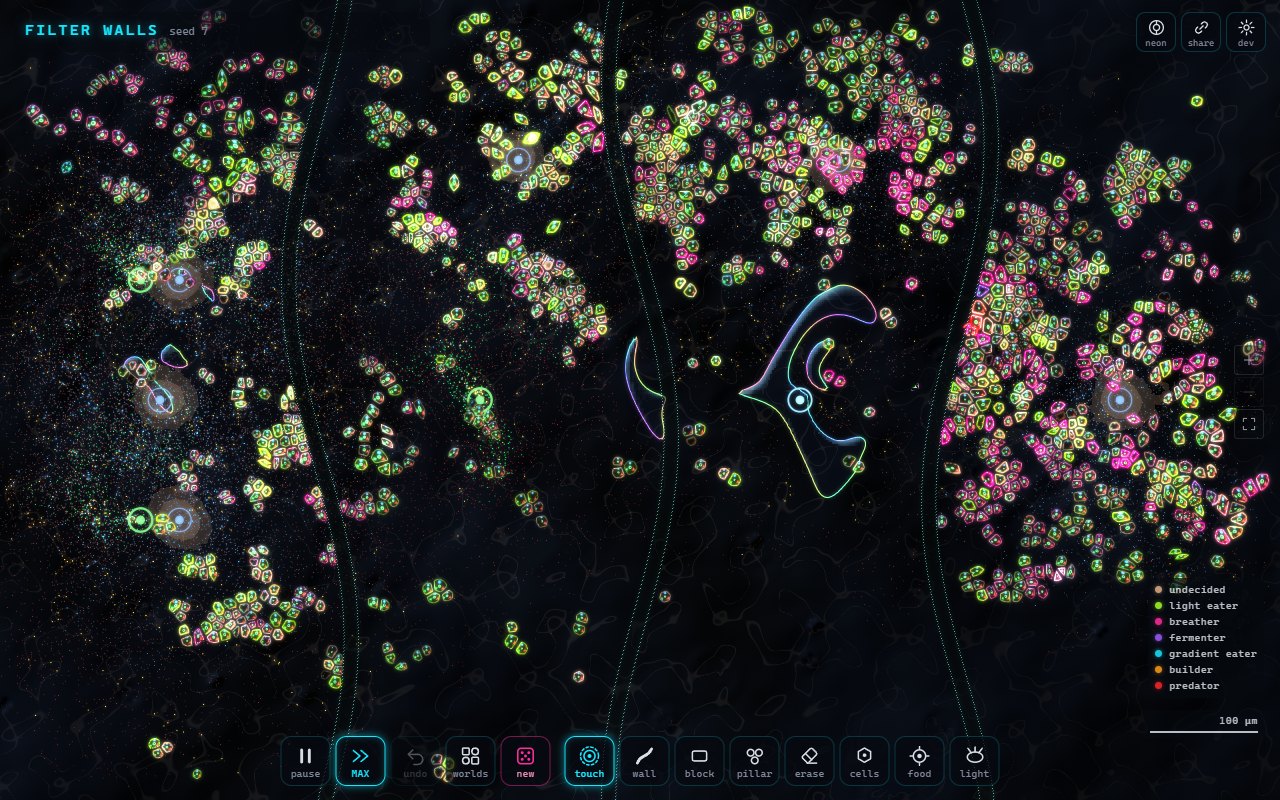 FILTER WALLS seed 7
neon share dev
undecided
light eater
breather
fermenter
gradient eater
builder
predator
100 µm
pause MAX undo worlds new touch wall block pillar erase cells food light